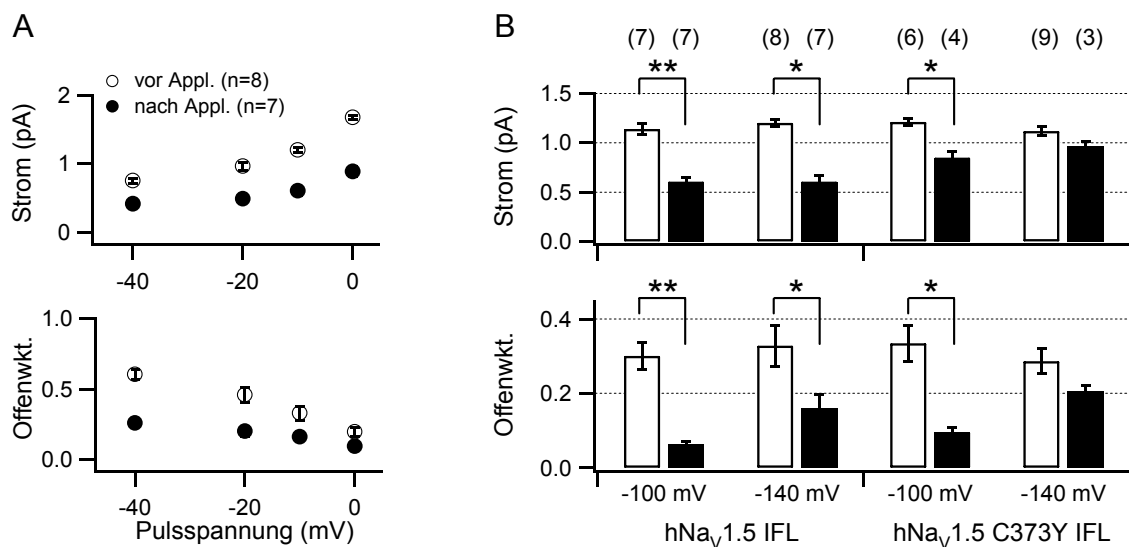 A
vor Appl. (n=8)
nach Appl. (n=7)
Strom (pA)
2
1
0
-40 -20 0
Offenwkt.
1.0
0.5
0.0
-40 -20 0
Pulsspannung (mV)
B
(7) (7) (8) (7) (6) (4) (9) (3)
** * *
Strom (pA)
1.5
1.0
0.5
0.0
** * *
Offenwkt.
0.4
0.2
0.0
-100 mV -140 mV -100 mV -140 mV
hNaV1.5 IFL hNaV1.5 C373Y IFL